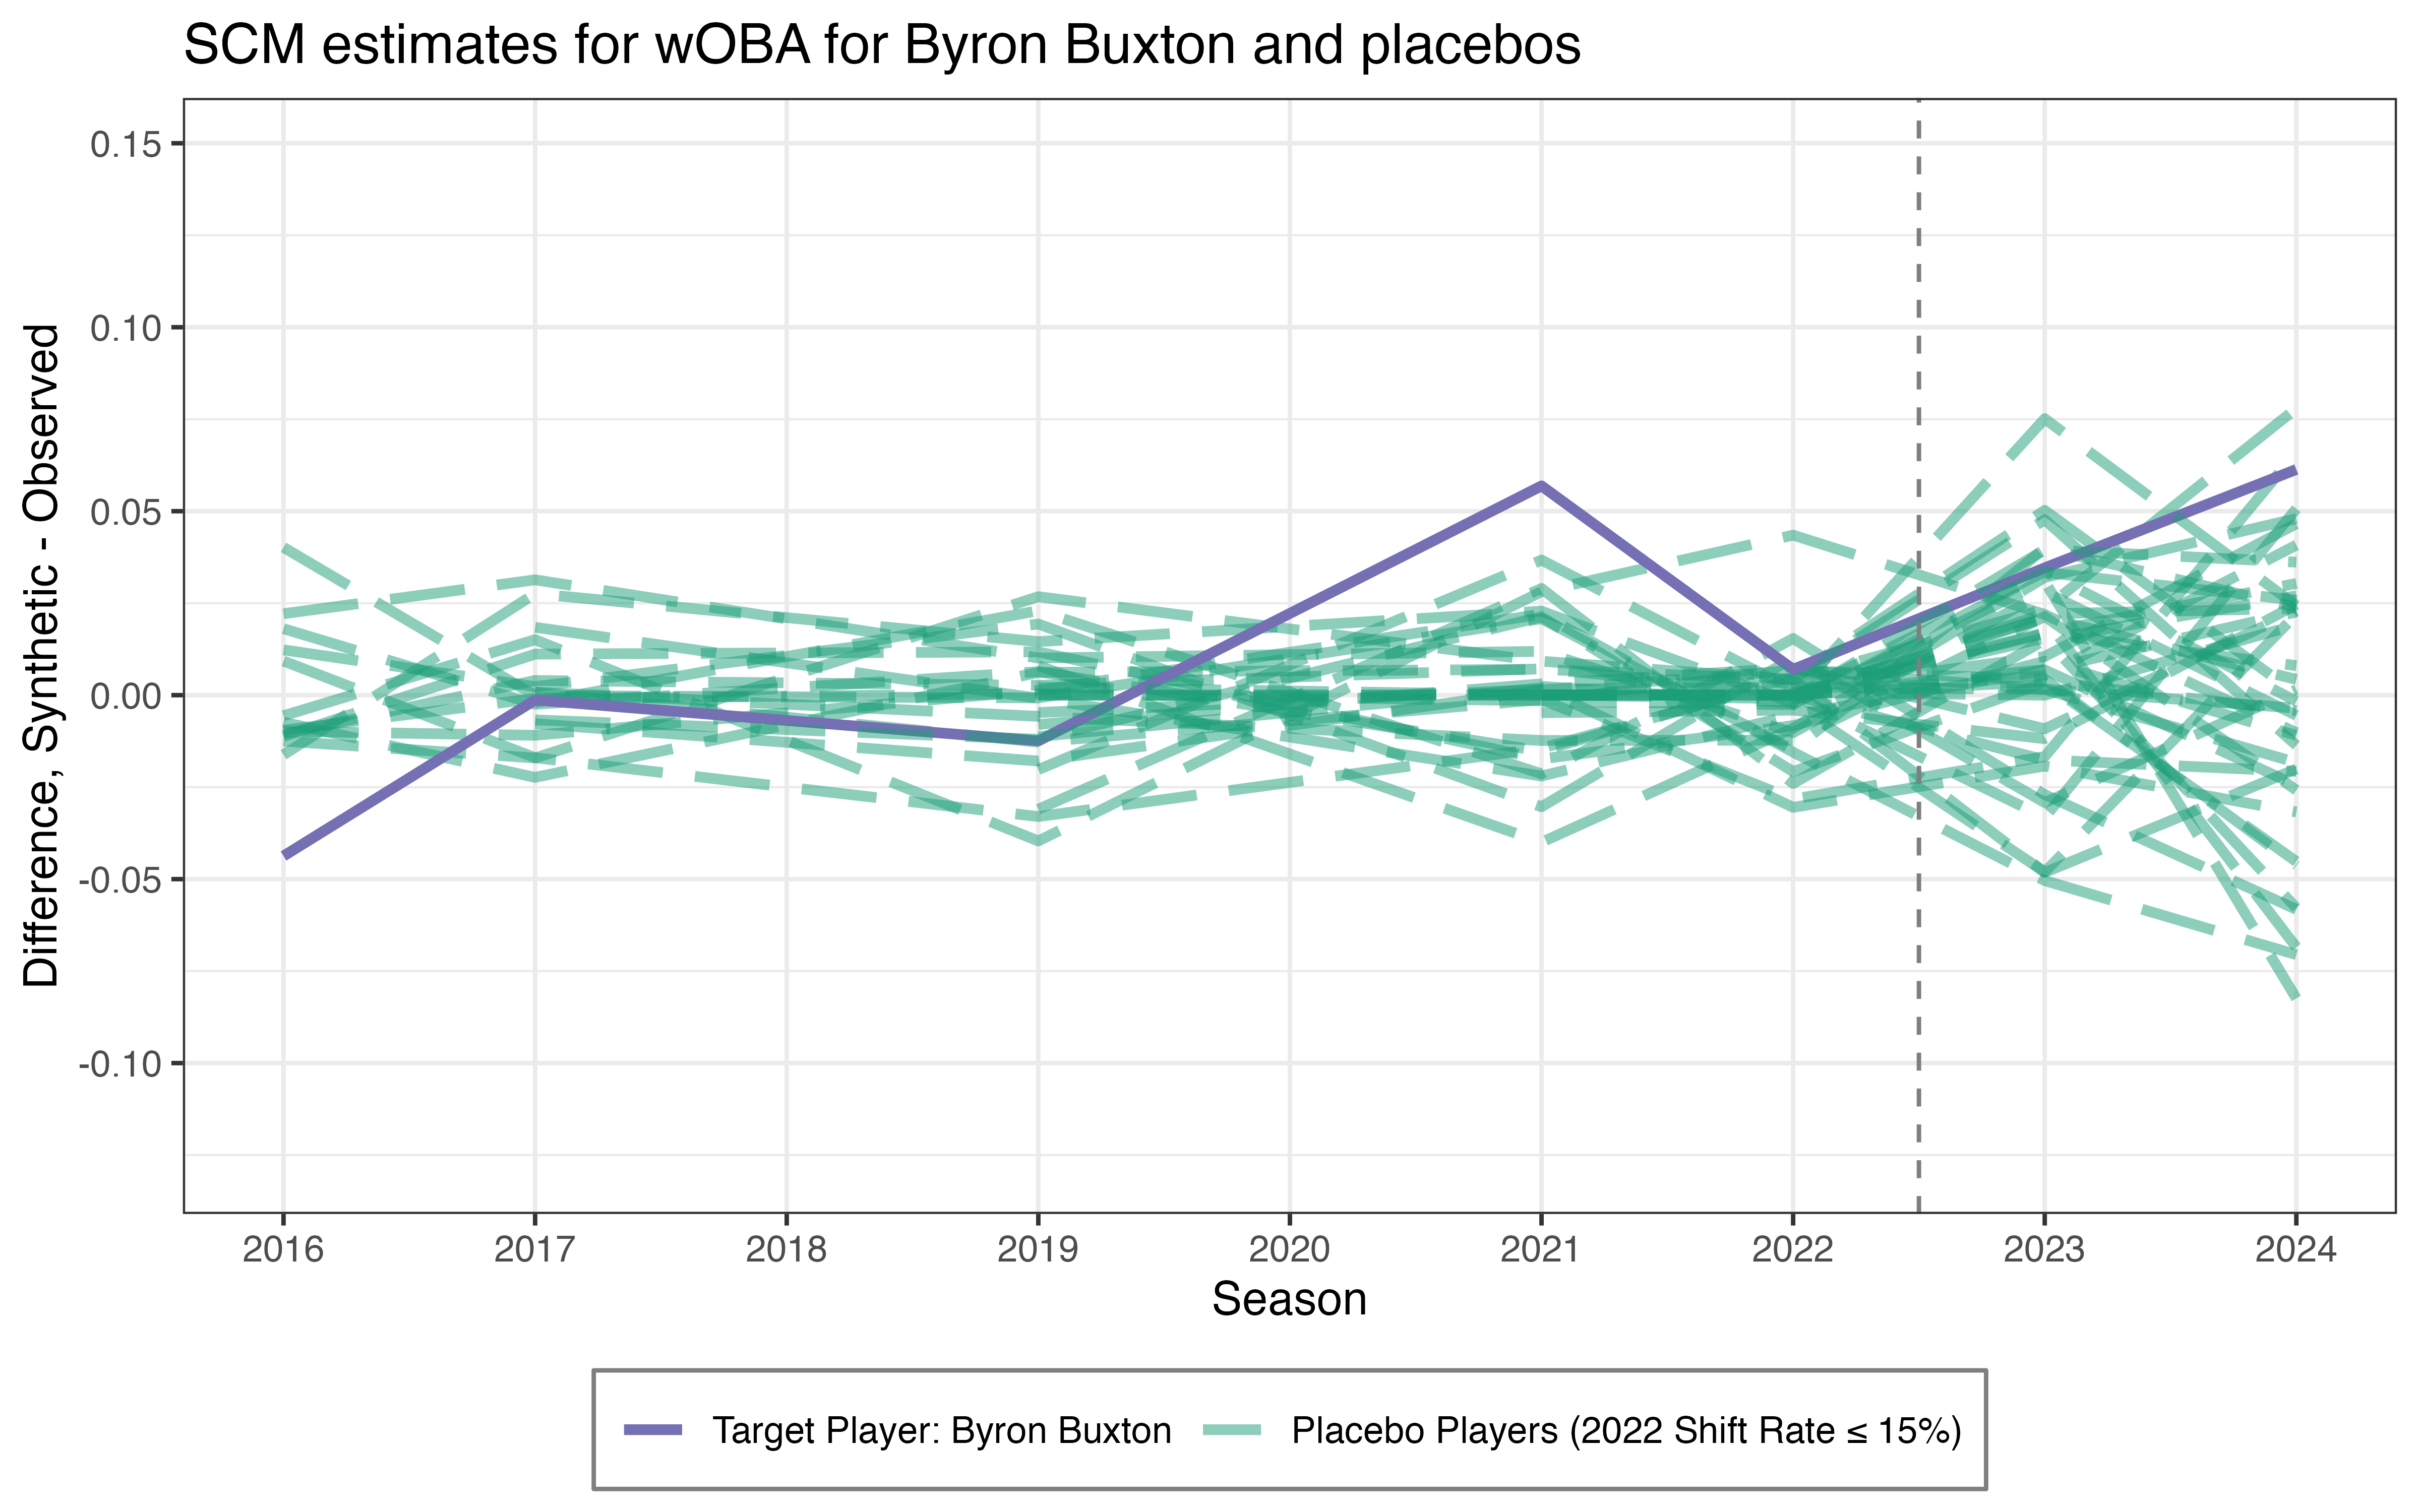 SCM estimates for wOBA for Byron Buxton and placebos
Difference, Synthetic - Observed
0.15
0.10
0.05
0.00
-0.05
-0.10
2016 2017 2018 2019 2020 2021 2022 2023 2024
Season
Target Player: Byron Buxton Placebo Players (2022 Shift Rate ≤ 15%)